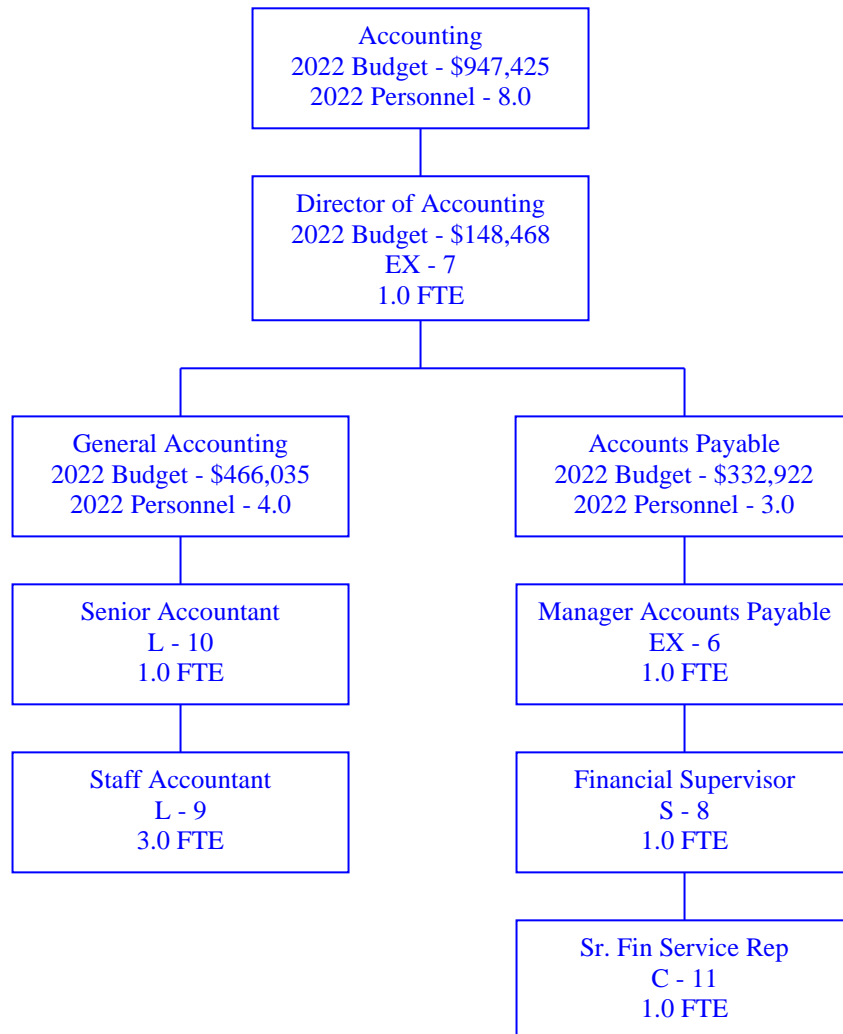 Accounting
2022 Budget - $947,425
2022 Personnel - 8.0
Director of Accounting
2022 Budget - $148,468
EX - 7
1.0 FTE
General Accounting
2022 Budget - $466,035
2022 Personnel - 4.0
Accounts Payable
2022 Budget - $332,922
2022 Personnel - 3.0
Senior Accountant
L - 10
1.0 FTE
Manager Accounts Payable
EX - 6
1.0 FTE
Staff Accountant
L - 9
3.0 FTE
Financial Supervisor
S - 8
1.0 FTE
Sr. Fin Service Rep
C - 11
1.0 FTE